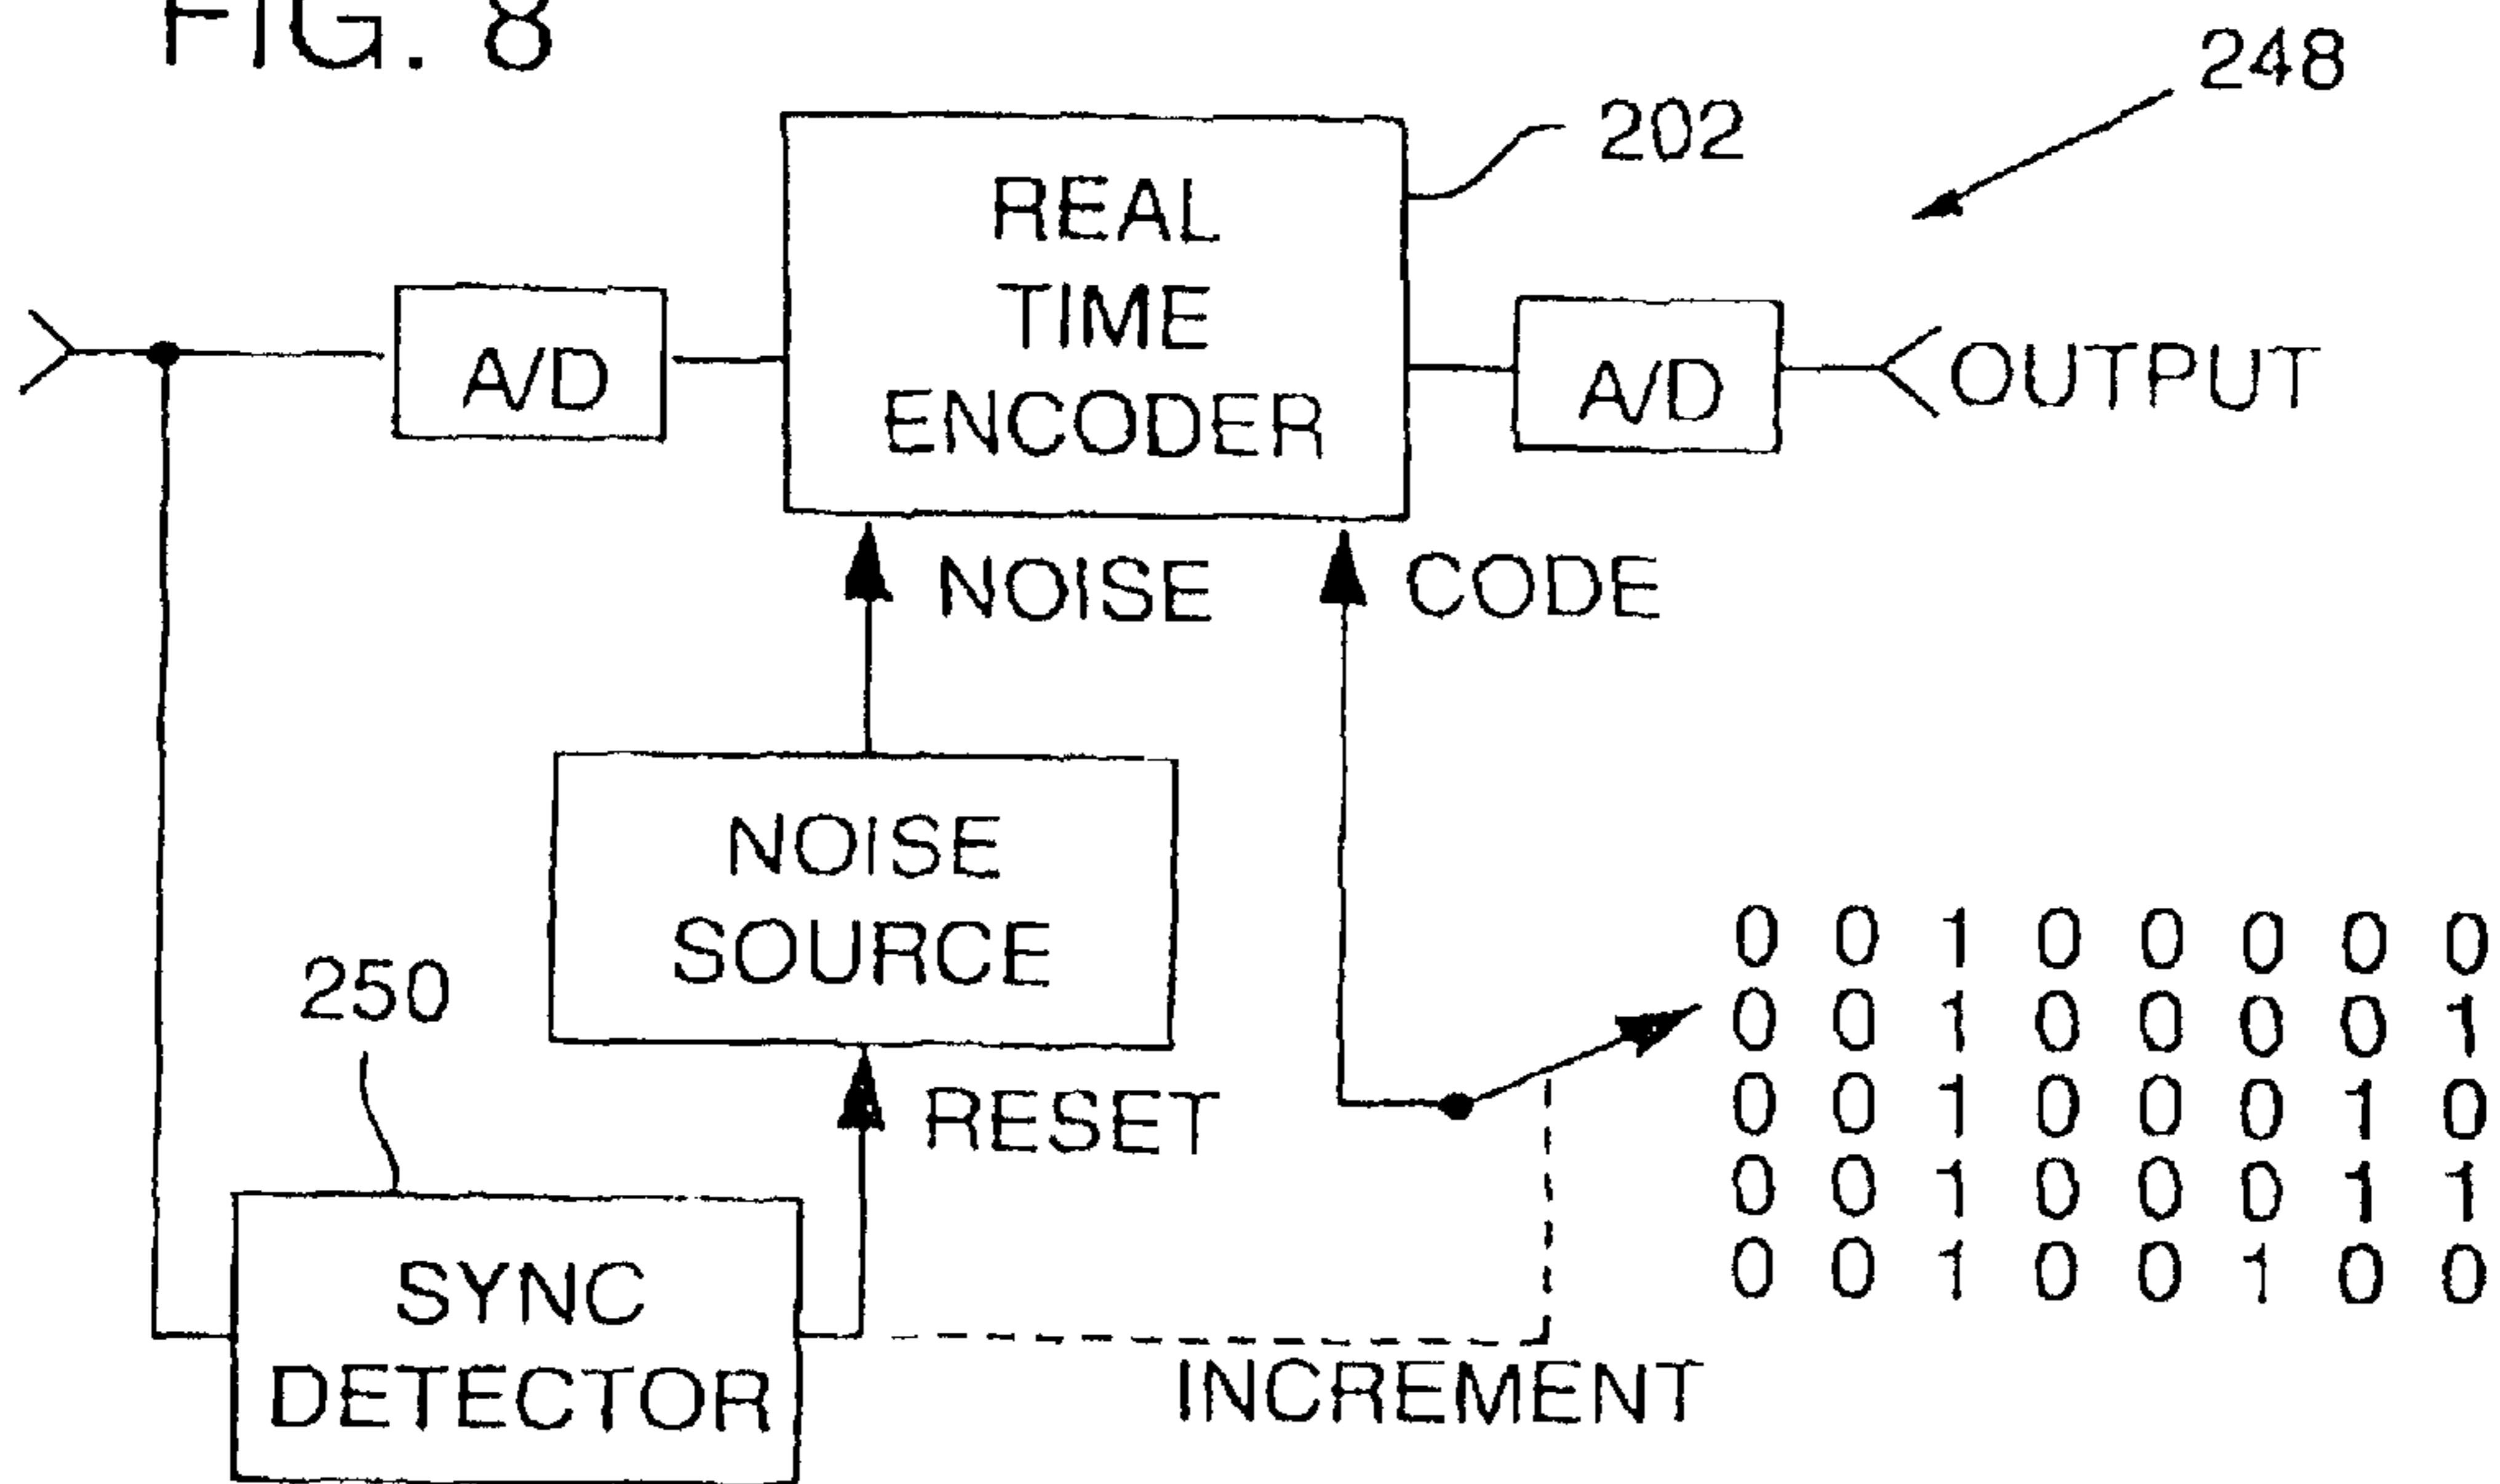 FIG. 8
248
202
REAL
TIME
ENCODER
A/D
A/D
OUTPUT
NOISE
CODE
NOISE
SOURCE
250
RESET
0 0 1 0 0 0 0 0
0 0 1 0 0 0 0 1
0 0 1 0 0 0 1 0
0 0 1 0 0 0 1 1
0 0 1 0 0 1 0 0
SYNC
DETECTOR
INCREMENT